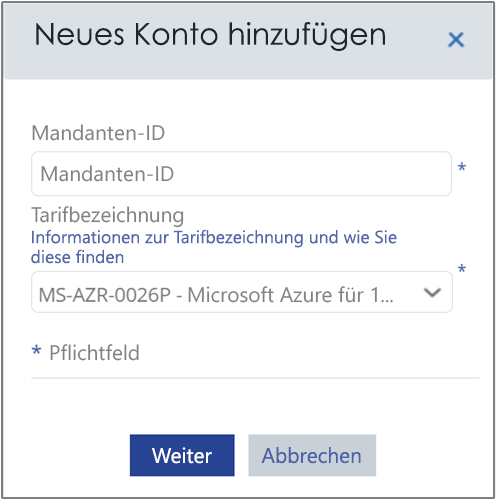 Neues Konto hinzufügen
Mandanten-ID
Mandanten-ID
*
Tarifbezeichnung
Informationen zur Tarifbezeichnung und wie Sie
diese finden
*
MS-AZR-0026P - Microsoft Azure für 1...
* Pflichtfeld
Weiter
Abbrechen